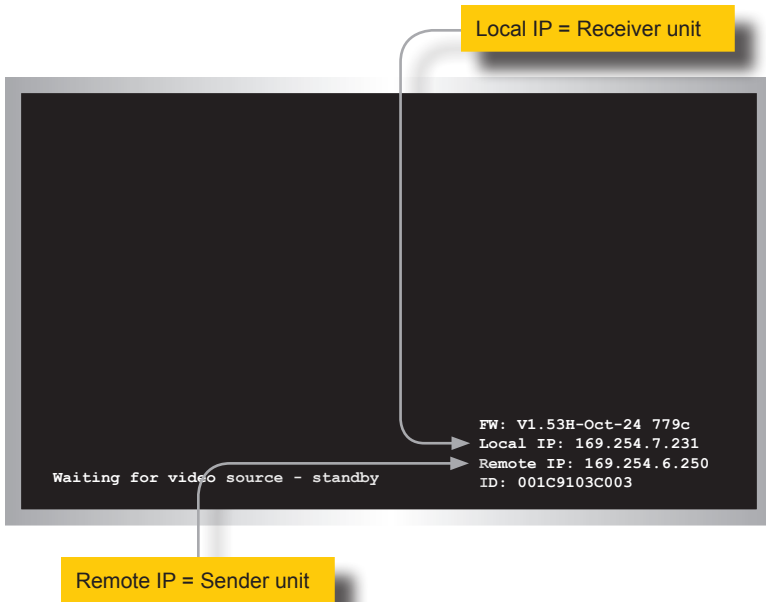 Local IP = Receiver unit
FW: V1.53H-Oct-24 779c
Local IP: 169.254.7.231
Remote IP: 169.254.6.250
Waiting for video source - standby
ID: 001C9103C003
Remote IP = Sender unit